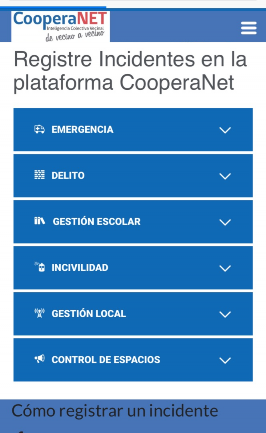 CooperaNET
Inteligencia Colectiva vecinal
de vecino a vecino
Registre Incidentes en la
plataforma CooperaNet
EMERGENCIA
DELITO
GESTIÓN ESCOLAR
INCIVILIDAD
GESTIÓN LOCAL
CONTROL DE ESPACIOS
Cómo registrar un incidente